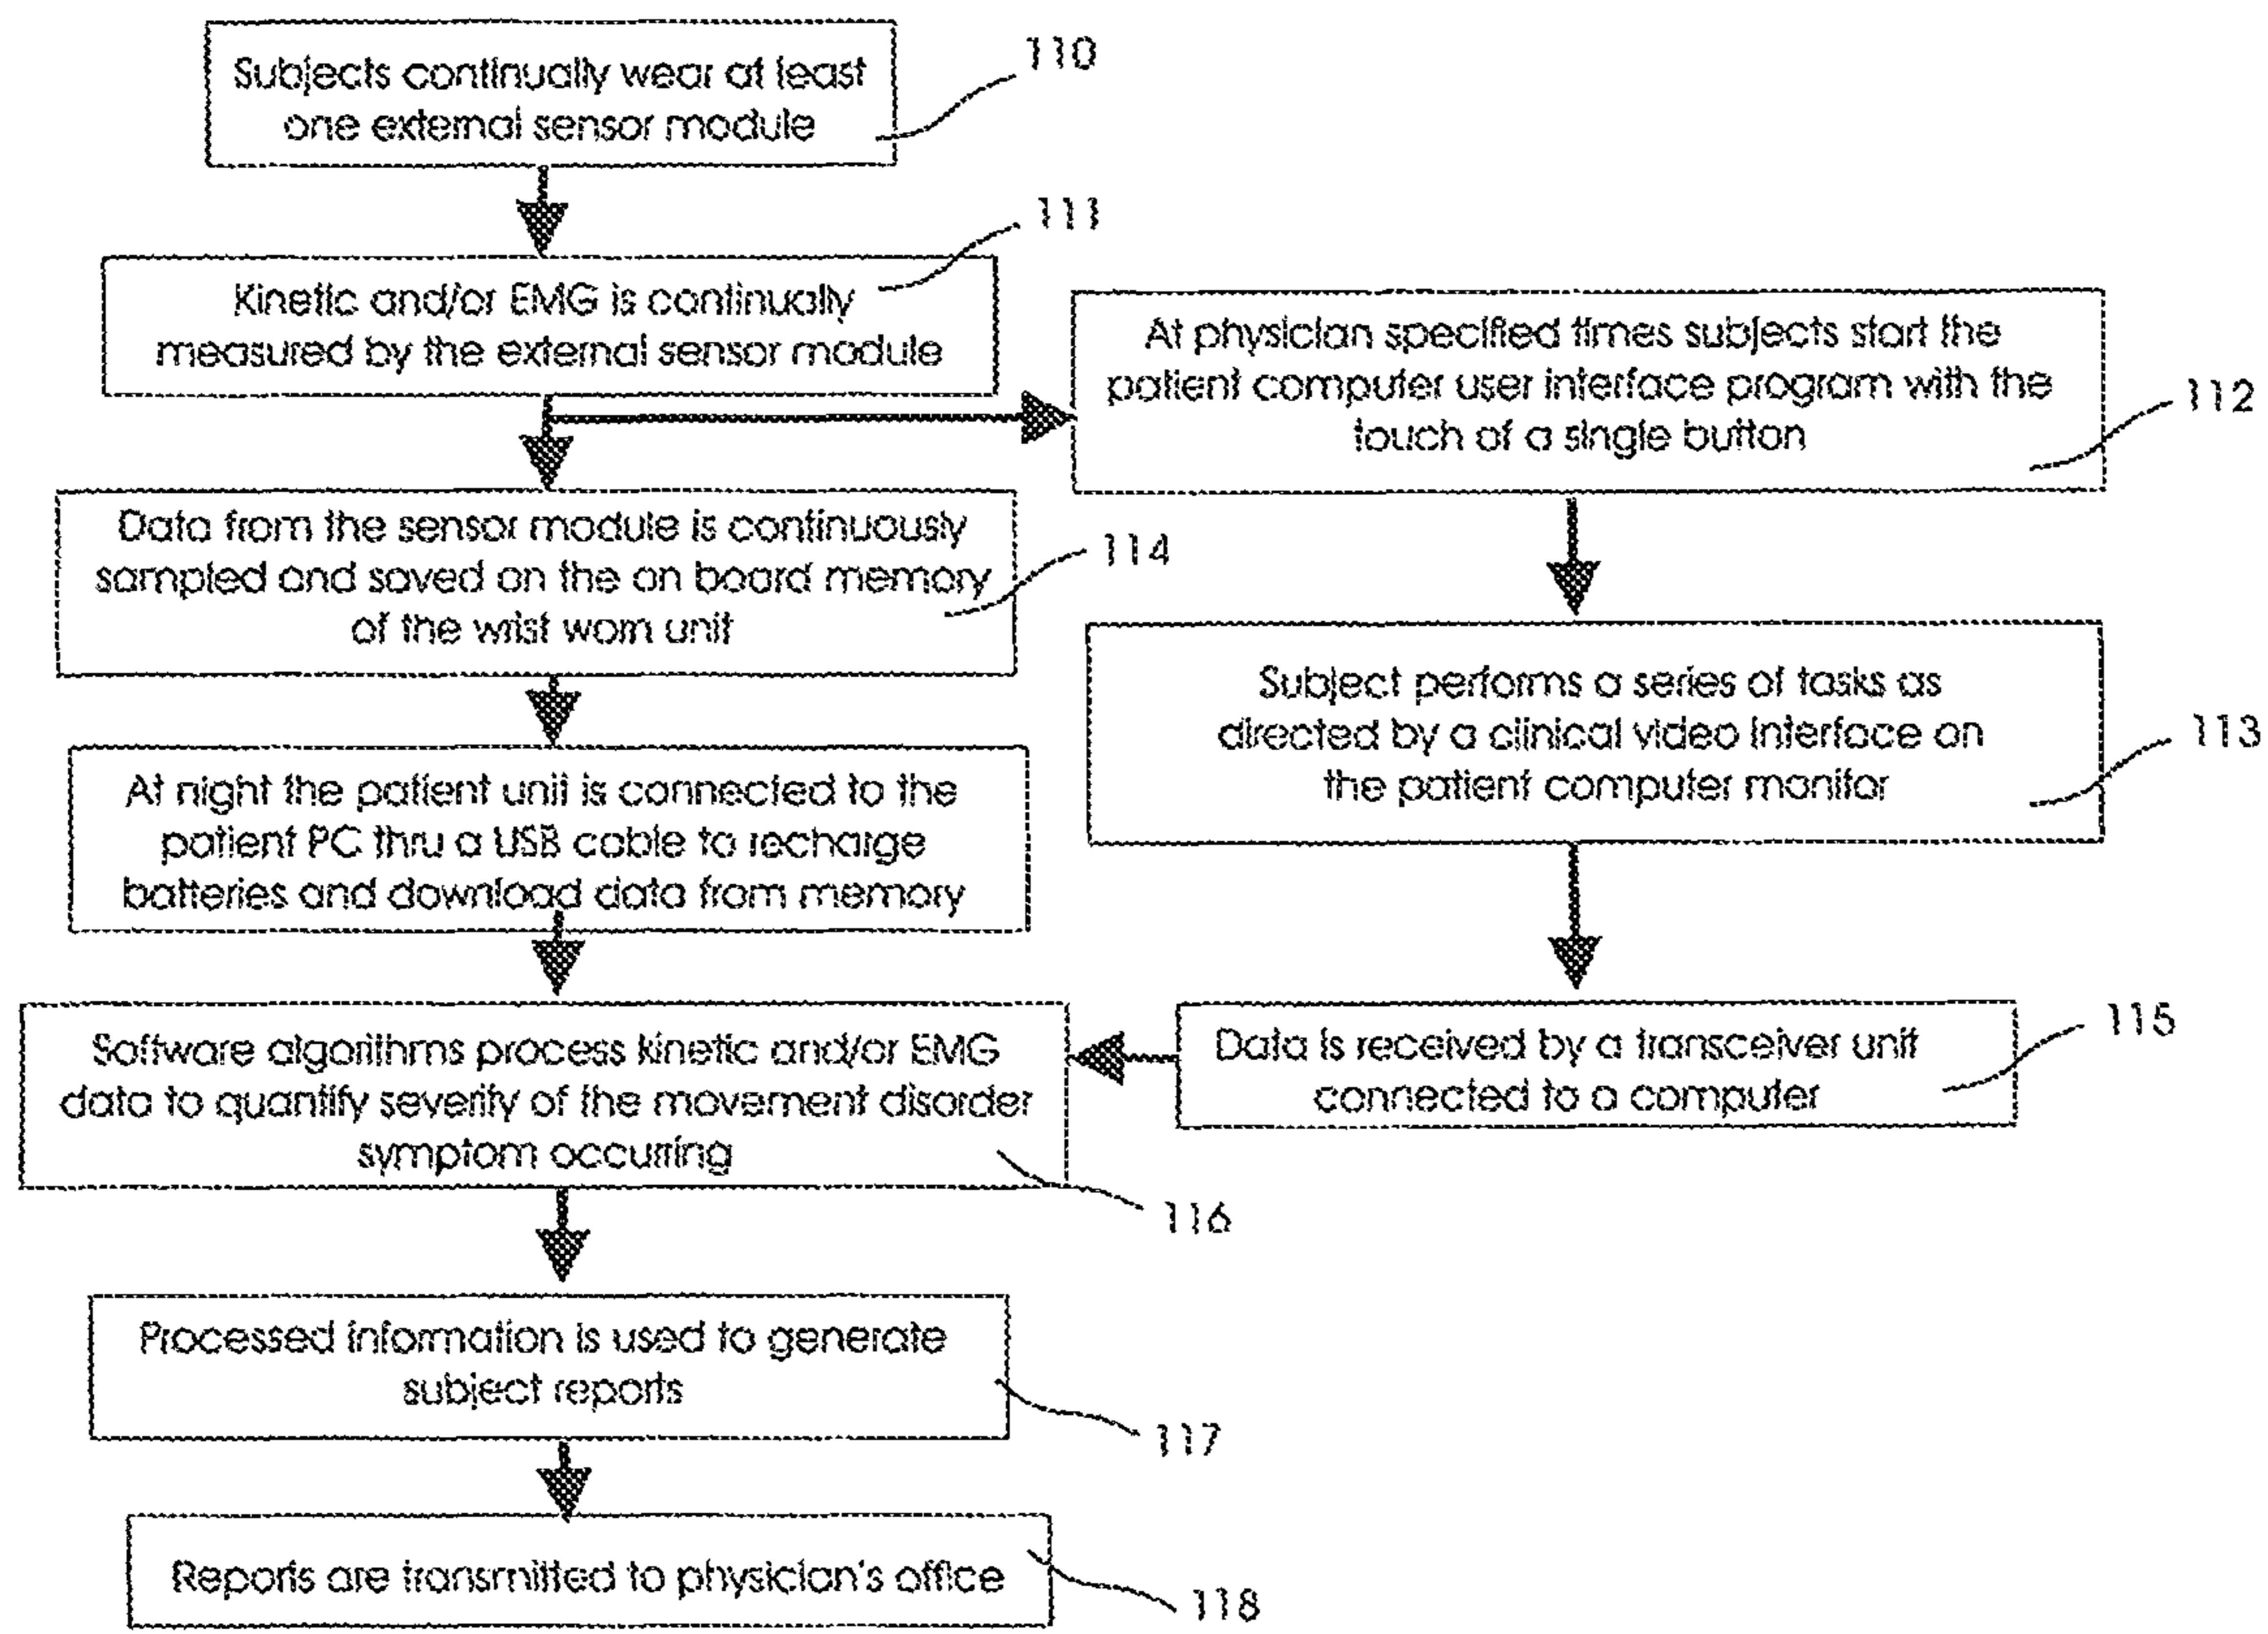 Subjects continually wear at least
one external sensor module
110
Kinetic and/or EMG is continually
measured by the external sensor module
111
At physician specified times subjects start the
patient computer user interface program with the
touch of a single button
112
Data from the sensor module is continuously
sampled and saved on the on board memory
of the wrist worn unit
114
Subject performs a series of tasks as
directed by a clinical video interface on
the patient computer monitor
113
At night the patient unit is connected to the
patient PC thru a USB cable to recharge
batteries and download data from memory
Software algorithms process kinetic and/or EMG
data to quantify severity of the movement disorder
symptom occurring
116
Data is received by a transceiver unit
connected to a computer
115
Processed information is used to generate
subject reports
117
Reports are transmitted to physician's office
118